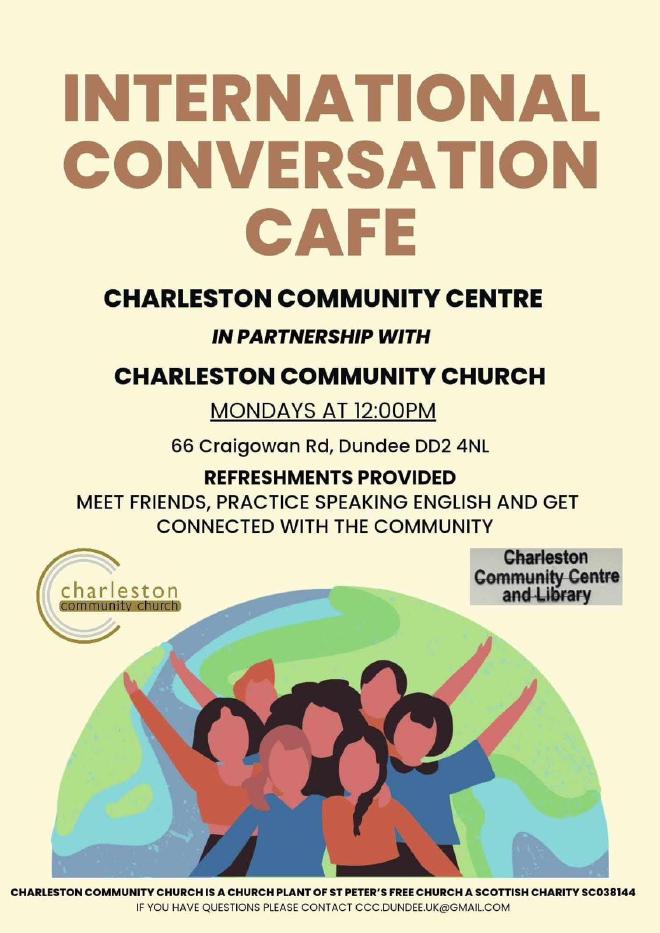 INTERNATIONAL
CONVERSATION
CAFE
CHARLESTON COMMUNITY CENTRE
IN PARTNERSHIP WITH
CHARLESTON COMMUNITY CHURCH
MONDAYS AT 12:00PM
66 Craigowan Rd, Dundee DD2 4NL
REFRESHMENTS PROVIDED
MEET FRIENDS, PRACTICE SPEAKING ENGLISH AND GET
CONNECTED WITH THE COMMUNITY
charleston
community church
Charleston
Community Centre
and Library
CHARLESTON COMMUNITY CHURCH IS A CHURCH PLANT OF ST PETER'S FREE CHURCH A SCOTTISH CHARITY SC038144
IF YOU HAVE QUESTIONS PLEASE CONTACT CCC.DUNDEE.UK@GMAIL.COM